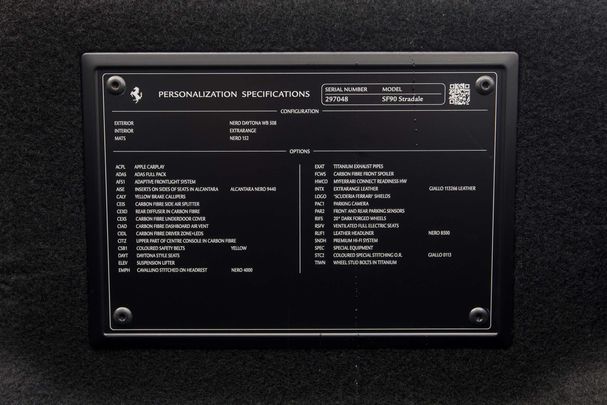 PERSONALIZATION SPECIFICATIONS
SERIAL NUMBER MODEL
297048 SF90 Stradale
CONFIGURATION
EXTERIOR NERO DAYTONA WB 508
INTERIOR EXTRARANGE
MATS NERO 152
OPTIONS
ACPL APPLE CARPLAY
ADAS ADAS FULL PACK
AFS1 ADAPTIVE FRONTLIGHT SYSTEM
AISE INSERTS ON SIDES OF SEATS IN ALCANTARA ALCANTARA NERO 9440
CALY YELLOW BRAKE CALIPERS
CEIS CARBON FIBRE SIDE AIR SPLITTER
CEXD REAR DIFFUSER IN CARBON FIBRE
CEXS CARBON FIBRE UNDERDOOR COVER
CIAD CARBON FIBRE DASHBOARD AIR VENT
CIDL CARBON FIBRE DRIVER ZONE+LEDS
CITZ UPPER PART OF CENTRE CONSOLE IN CARBON FIBRE
CSB1 COLOURED SAFETY BELTS YELLOW
DAYT DAYTONA STYLE SEATS
ELEV SUSPENSION LIFTER
EMPH CAVALLINO STITCHED ON HEADREST NERO 4000
EXAT TITANIUM EXHAUST PIPES
FCWS CARBON FIBRE FRONT SPOILER
HWCO MYFERRARI CONNECT READINESS HW
INTX EXTRARANGE LEATHER GIALLO 113266 LEATHER
LOGO "SCUDERIA FERRARI" SHIELDS
PAC1 PARKING CAMERA
PAR2 FRONT AND REAR PARKING SENSORS
RIFS 20" DARK FORGED WHEELS
RSFV VENTILATED FULL ELECTRIC SEATS
RUF1 LEATHER HEADLINER NERO 8500
SNDH PREMIUM HI-FI SYSTEM
SPEC SPECIAL EQUIPMENT
STC2 COLOURED SPECIAL STITCHING O.R. GIALLO 0113
TIWN WHEEL STUD BOLTS IN TITANIUM